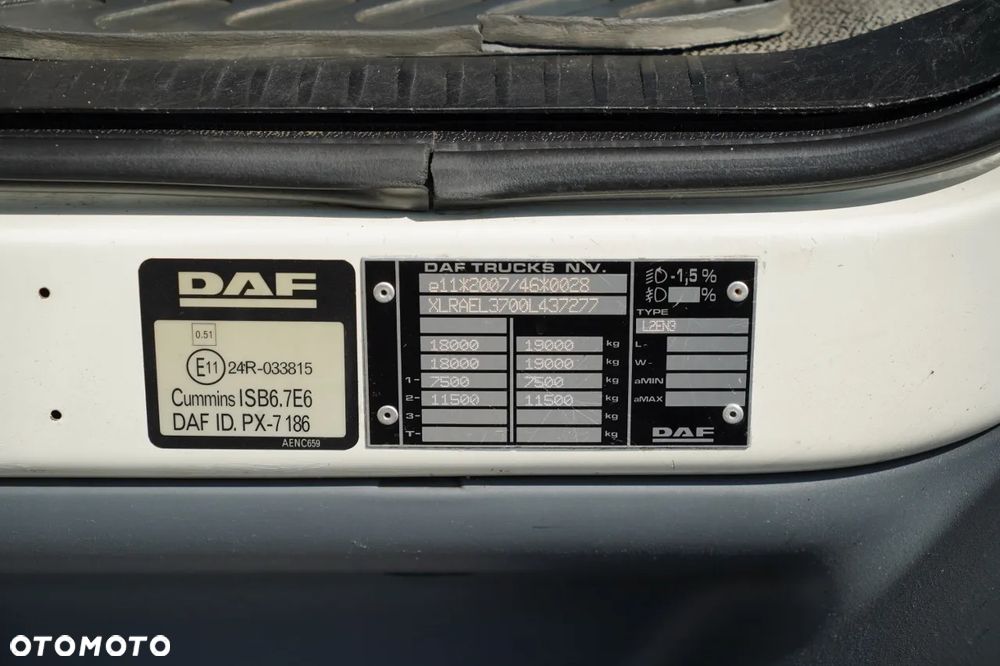 DAF
0.51
E11 24R-033815
Cummins ISB6.7E6
DAF ID. PX-7 186
AENC659
DAF TRUCKS N.V.
e11*2007/46*0028
XLRAEL3700L437277
18000 19000 kg
18000 19000 kg
1- 7500 7500 kg
2- 11500 11500 kg
3- kg
T- kg
-1,5 %
%
TYPE
L2EN3
L-
W-
aMIN
aMAX
DAF
OTOMOTO